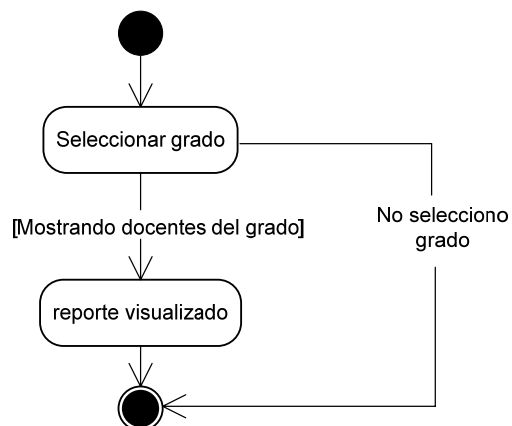 Seleccionar grado
[Mostrando docentes del grado]
No selecciono
grado
reporte visualizado